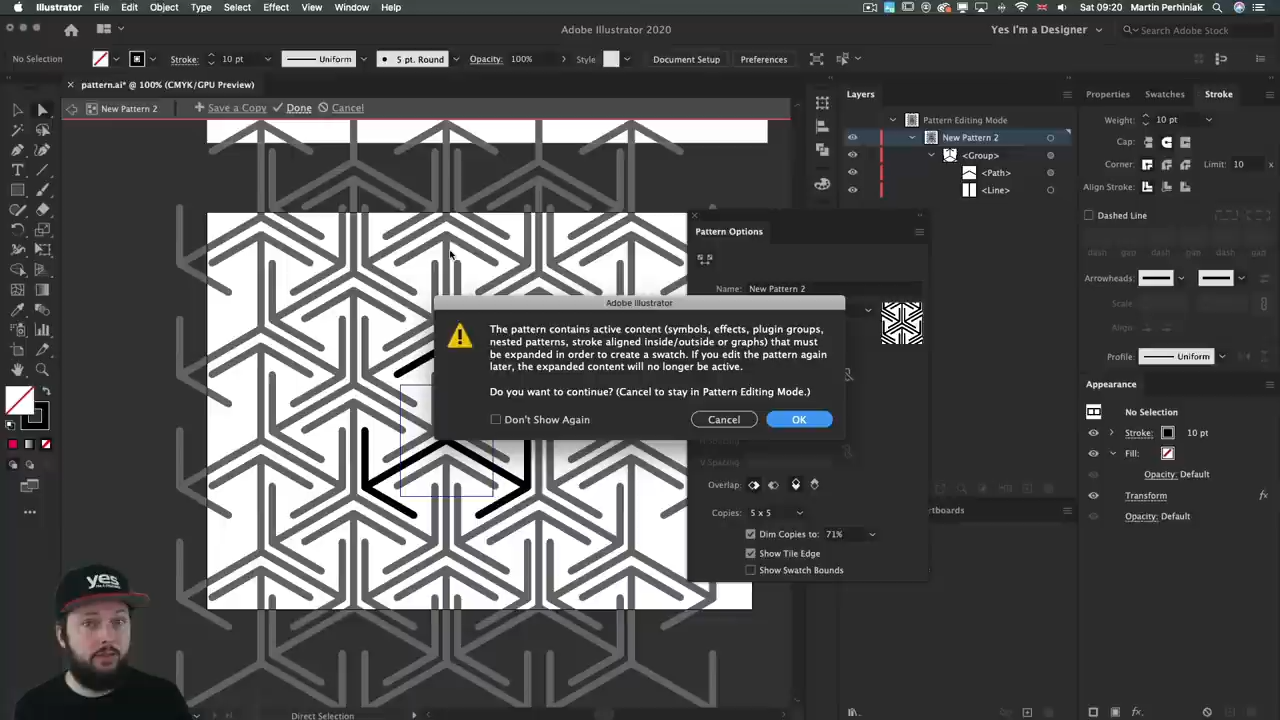 Illustrator File Edit Object Type Select Effect View Window Help
Sat 09:20 Martin Perhiniak
Adobe Illustrator 2020
Yes I'm a Designer
Search Adobe Stock
No Selection
Stroke: 10 pt
Uniform
5 pt. Round
Opacity: 100%
Style
Document Setup
Preferences
× pattern.ai* @ 100% (CMYK/GPU Preview)
New Pattern 2
Save a Copy
Done
Cancel
Layers
Pattern Editing Mode
New Pattern 2
<Group>
<Path>
<Line>
Properties Swatches Stroke
Weight: 10 pt
Cap:
Corner: Limit: 10 x
Align Stroke:
Dashed Line
dash gap dash gap dash gap
Arrowheads:
Scale:
Align:
Profile: Uniform
Pattern Options
Name: New Pattern 2
Adobe Illustrator
The pattern contains active content (symbols, effects, plugin groups,
nested patterns, stroke aligned inside/outside or graphs) that must
be expanded in order to create a swatch. If you edit the pattern again
later, the expanded content will no longer be active.
Do you want to continue? (Cancel to stay in Pattern Editing Mode.)
Don't Show Again
Cancel
OK
V Spacing
Overlap:
Copies: 5 x 5
Dim Copies to: 71%
Show Tile Edge
Show Swatch Bounds
Appearance
No Selection
Stroke: 10 pt
Fill:
Opacity: Default
Transform fx
Opacity: Default
yes
Direct Selection